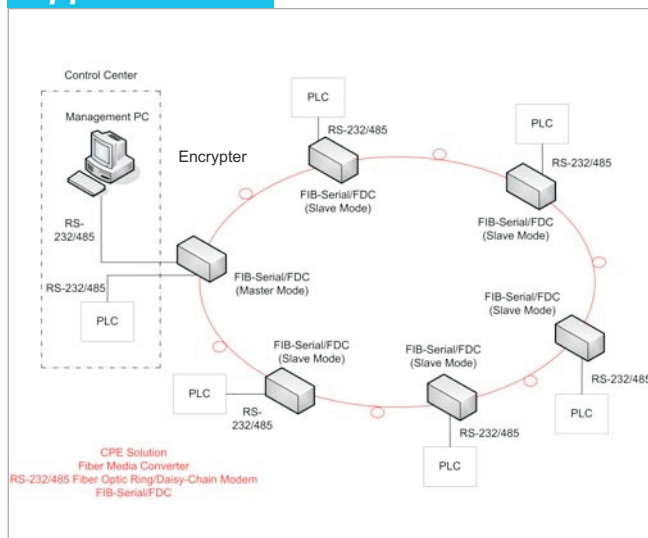 Control Center
Management PC
Encrypter
RS-
232/485
RS-232/485
PLC
FIB-Serial/FDC
(Master Mode)
PLC
RS-232/485
FIB-Serial/FDC
(Slave Mode)
PLC
RS-232/485
FIB-Serial/FDC
(Slave Mode)
FIB-Serial/FDC
(Slave Mode)
RS-232/485
PLC
FIB-Serial/FDC
(Slave Mode)
RS-232/485
PLC
FIB-Serial/FDC
(Slave Mode)
PLC
RS-
232/485
CPE Solution
Fiber Media Converter
RS-232/485 Fiber Optic Ring/Daisy-Chain Modem
FIB-Serial/FDC